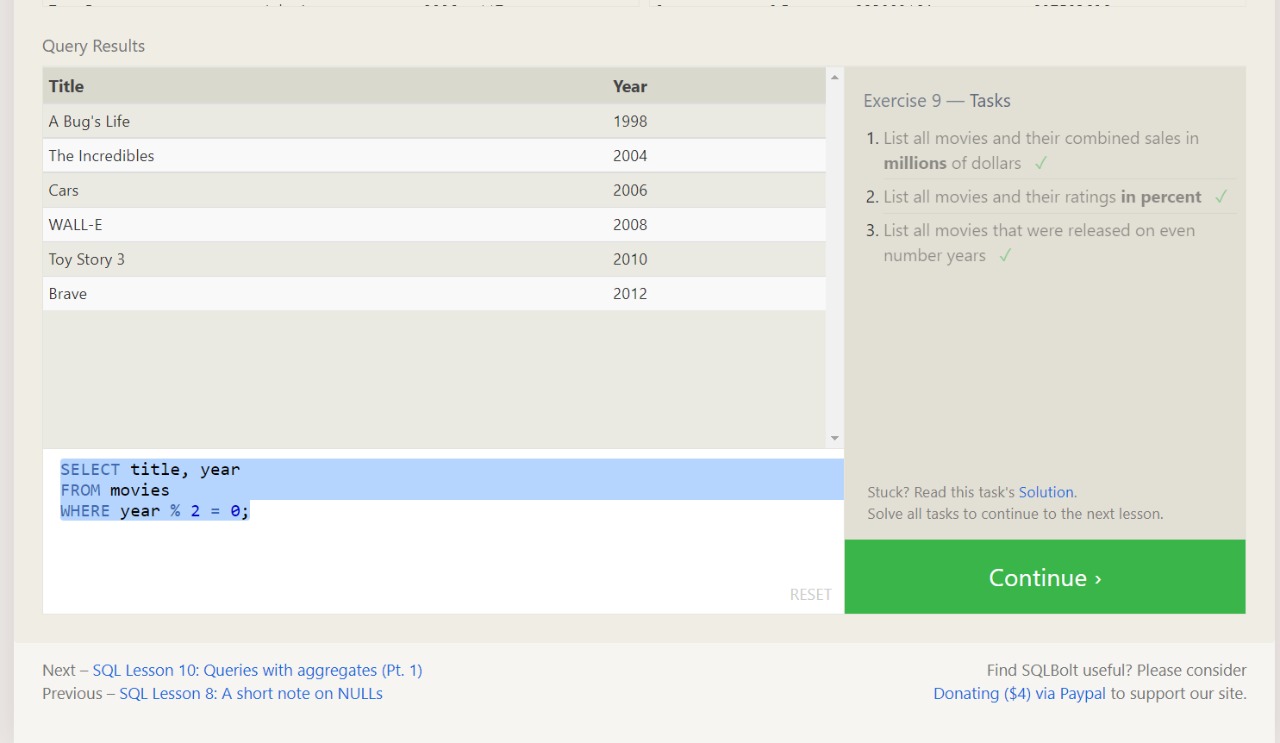 Query Results
Title Year
A Bug's Life 1998
The Incredibles 2004
Cars 2006
WALL-E 2008
Toy Story 3 2010
Brave 2012
SELECT title, year
FROM movies
WHERE year % 2 = 0;
RESET
Exercise 9 — Tasks
1. List all movies and their combined sales in
millions of dollars ✓
2. List all movies and their ratings in percent ✓
3. List all movies that were released on even
number years ✓
Stuck? Read this task's Solution.
Solve all tasks to continue to the next lesson.
Continue ›
Next – SQL Lesson 10: Queries with aggregates (Pt. 1)
Previous – SQL Lesson 8: A short note on NULLs
Find SQLBolt useful? Please consider
Donating ($4) via Paypal to support our site.